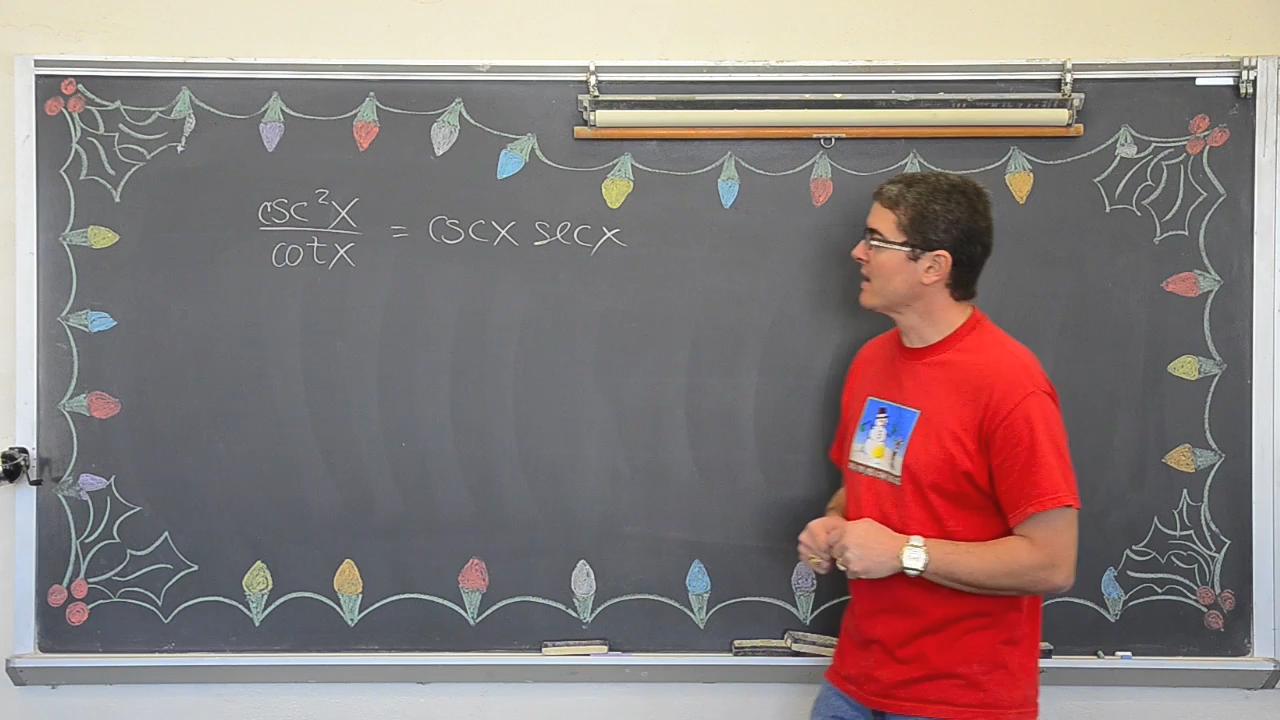 csc²x / cotx = cscx secx